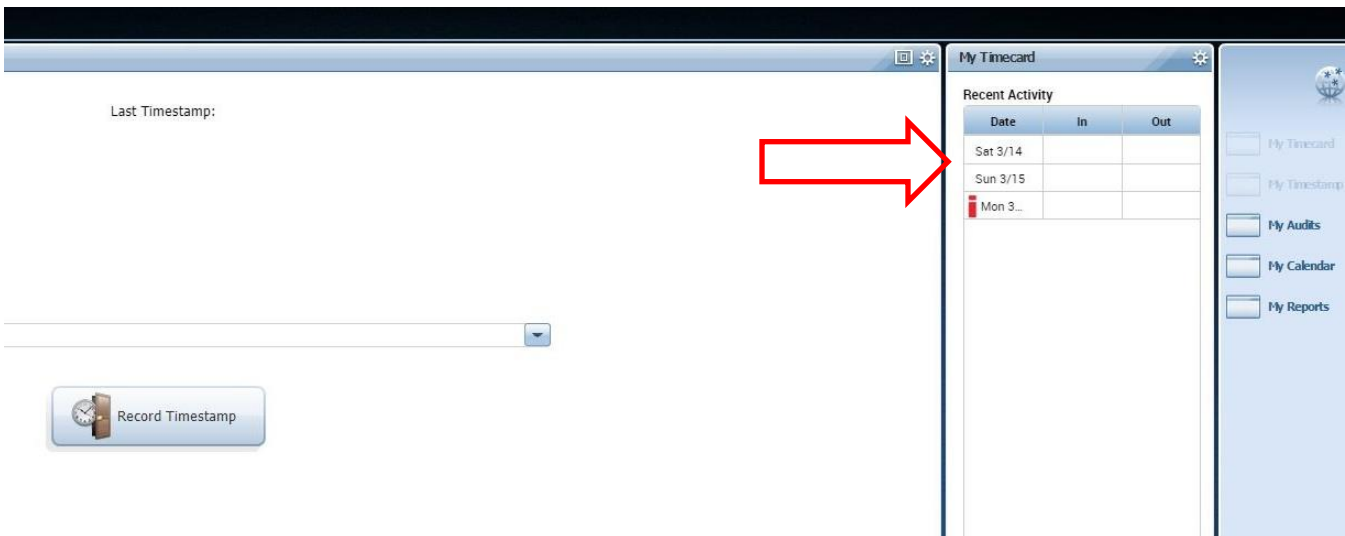 My Timecard
Last Timestamp:
Recent Activity
Date In Out
Sat 3/14
Sun 3/15
Mon 3...
Record Timestamp
My Timecard
My Timestamp
My Audits
My Calendar
My Reports